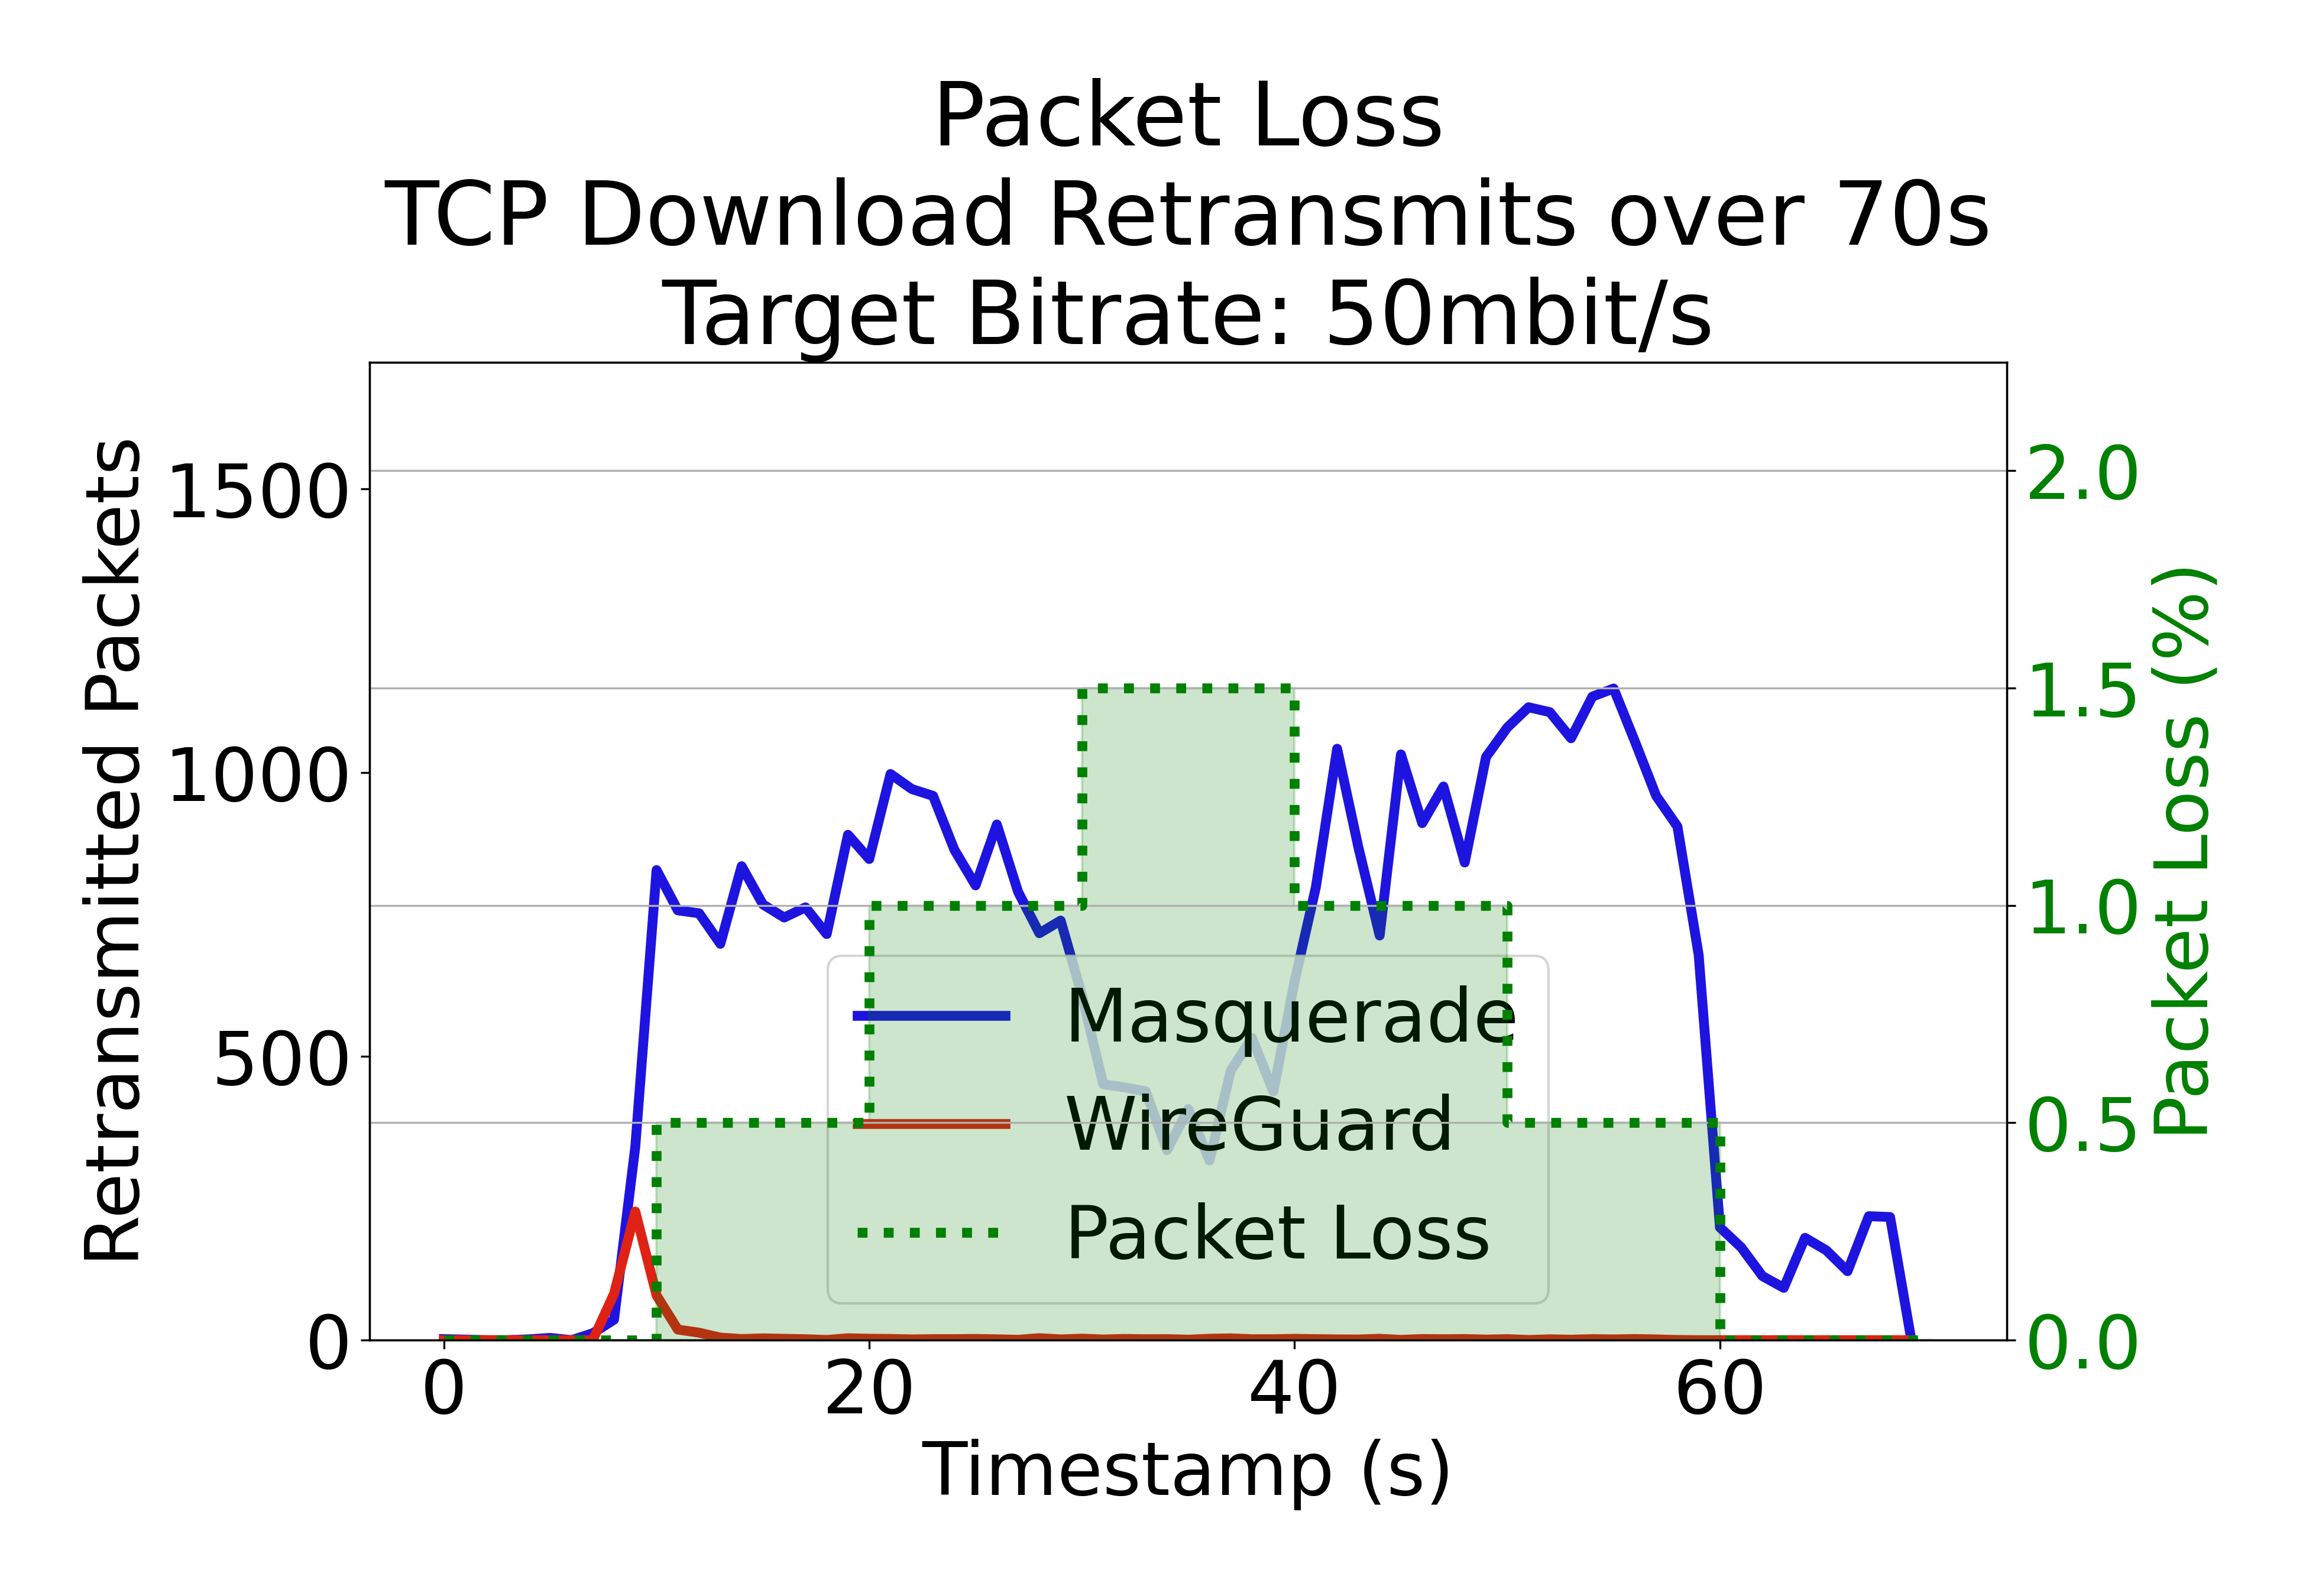 Packet Loss
TCP Download Retransmits over 70s
Target Bitrate: 50mbit/s
Retransmitted Packets
1500
1000
500
0
2.0
1.5
1.0
0.5
0.0
Packet Loss (%)
Masquerade
WireGuard
Packet Loss
0 20 40 60
Timestamp (s)